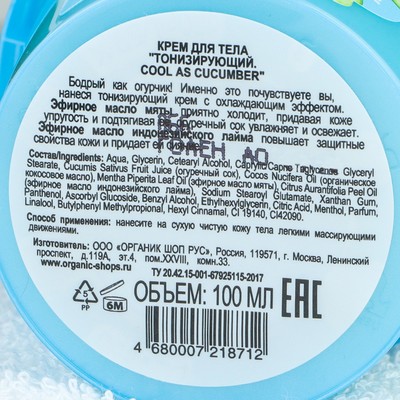 КРЕМ ДЛЯ ТЕЛА
"ТОНИЗИРУЮЩИЙ.
COOL AS CUCUMBER"
Бодрый как огурчик! Именно это почувствуете вы,
нанеся тонизирующий крем с охлаждающим эффектом.
Эфирное масло мяты приятно холодит, придавая коже
упругость и подтягивая её, огуречный сок увлажняет и освежает.
Эфирное масло индонезийского лайма повышает защитные
свойства кожи и придает ей сияние.
Состав/Ingredients: Aqua, Glycerin, Cetearyl Alcohol, Caprylic/Capric Triglyceride, Glyceryl
Stearate, Cucumis Sativus Fruit Juice (огуречный сок), Cocos Nucifera Oil (органическое
кокосовое масло), Mentha Piperita Leaf Oil (эфирное масло мяты), Citrus Aurantifolia Peel Oil
(эфирное масло индонезийского лайма), Sodium Stearoyl Glutamate, Xanthan Gum,
Panthenol, Ascorbyl Glucoside, Benzyl Alcohol, Ethylhexylglycerin, Citric Acid, Menthol, Parfum,
Linalool, Butylphenyl Methylpropional, Hexyl Cinnamal, CI 19140, CI42090.
Способ применения: нанесите на сухую кожу тела легкими массирующими
движениями.
Изготовитель: ООО «ОРГАНИК ШОП РУС», Россия, 119571, г. Москва, Ленинский
проспект, д.119А, эт.4, пом.XXVIII, комн.33.
www.organic-shops.ru
ТУ 20.42.15-001-67925115-2017
5
PP
6M
ОБЪЕМ: 100 МЛ
EAC
4 680007 218712